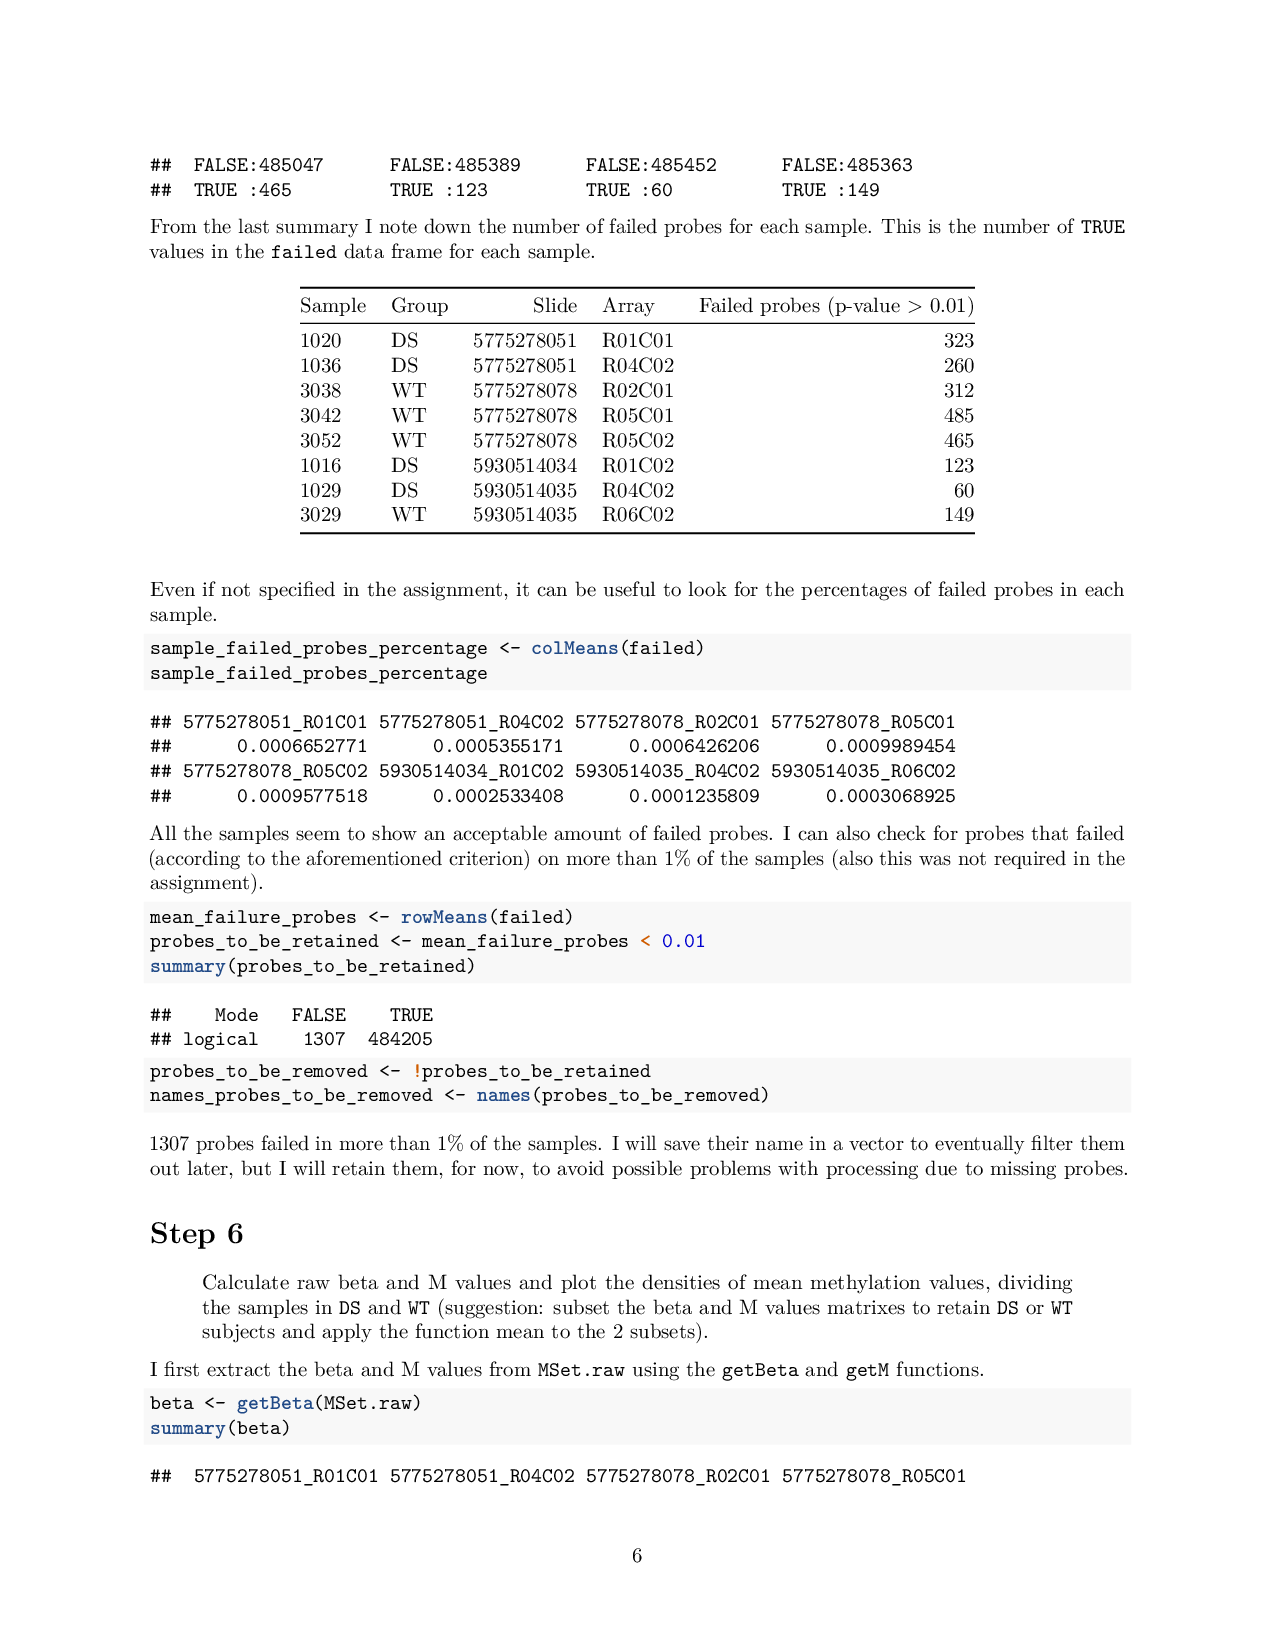 ## FALSE:485047 FALSE:485389 FALSE:485452 FALSE:485363
## TRUE :465 TRUE :123 TRUE :60 TRUE :149
From the last summary I note down the number of failed probes for each sample. This is the number of TRUE
values in the failed data frame for each sample.
Sample Group Slide Array Failed probes (p-value > 0.01)
1020 DS 5775278051 R01C01 323
1036 DS 5775278051 R04C02 260
3038 WT 5775278078 R02C01 312
3042 WT 5775278078 R05C01 485
3052 WT 5775278078 R05C02 465
1016 DS 5930514034 R01C02 123
1029 DS 5930514035 R04C02 60
3029 WT 5930514035 R06C02 149
Even if not specified in the assignment, it can be useful to look for the percentages of failed probes in each
sample.
sample_failed_probes_percentage <- colMeans(failed)
sample_failed_probes_percentage
## 5775278051_R01C01 5775278051_R04C02 5775278078_R02C01 5775278078_R05C01
## 0.0006652771 0.0005355171 0.0006426206 0.0009989454
## 5775278078_R05C02 5930514034_R01C02 5930514035_R04C02 5930514035_R06C02
## 0.0009577518 0.0002533408 0.0001235809 0.0003068925
All the samples seem to show an acceptable amount of failed probes. I can also check for probes that failed
(according to the aforementioned criterion) on more than 1% of the samples (also this was not required in the
assignment).
mean_failure_probes <- rowMeans(failed)
probes_to_be_retained <- mean_failure_probes < 0.01
summary(probes_to_be_retained)
## Mode FALSE TRUE
## logical 1307 484205
probes_to_be_removed <- !probes_to_be_retained
names_probes_to_be_removed <- names(probes_to_be_removed)
1307 probes failed in more than 1% of the samples. I will save their name in a vector to eventually filter them
out later, but I will retain them, for now, to avoid possible problems with processing due to missing probes.
Step 6
Calculate raw beta and M values and plot the densities of mean methylation values, dividing
the samples in DS and WT (suggestion: subset the beta and M values matrixes to retain DS or WT
subjects and apply the function mean to the 2 subsets).
I first extract the beta and M values from MSet.raw using the getBeta and getM functions.
beta <- getBeta(MSet.raw)
summary(beta)
## 5775278051_R01C01 5775278051_R04C02 5775278078_R02C01 5775278078_R05C01
6